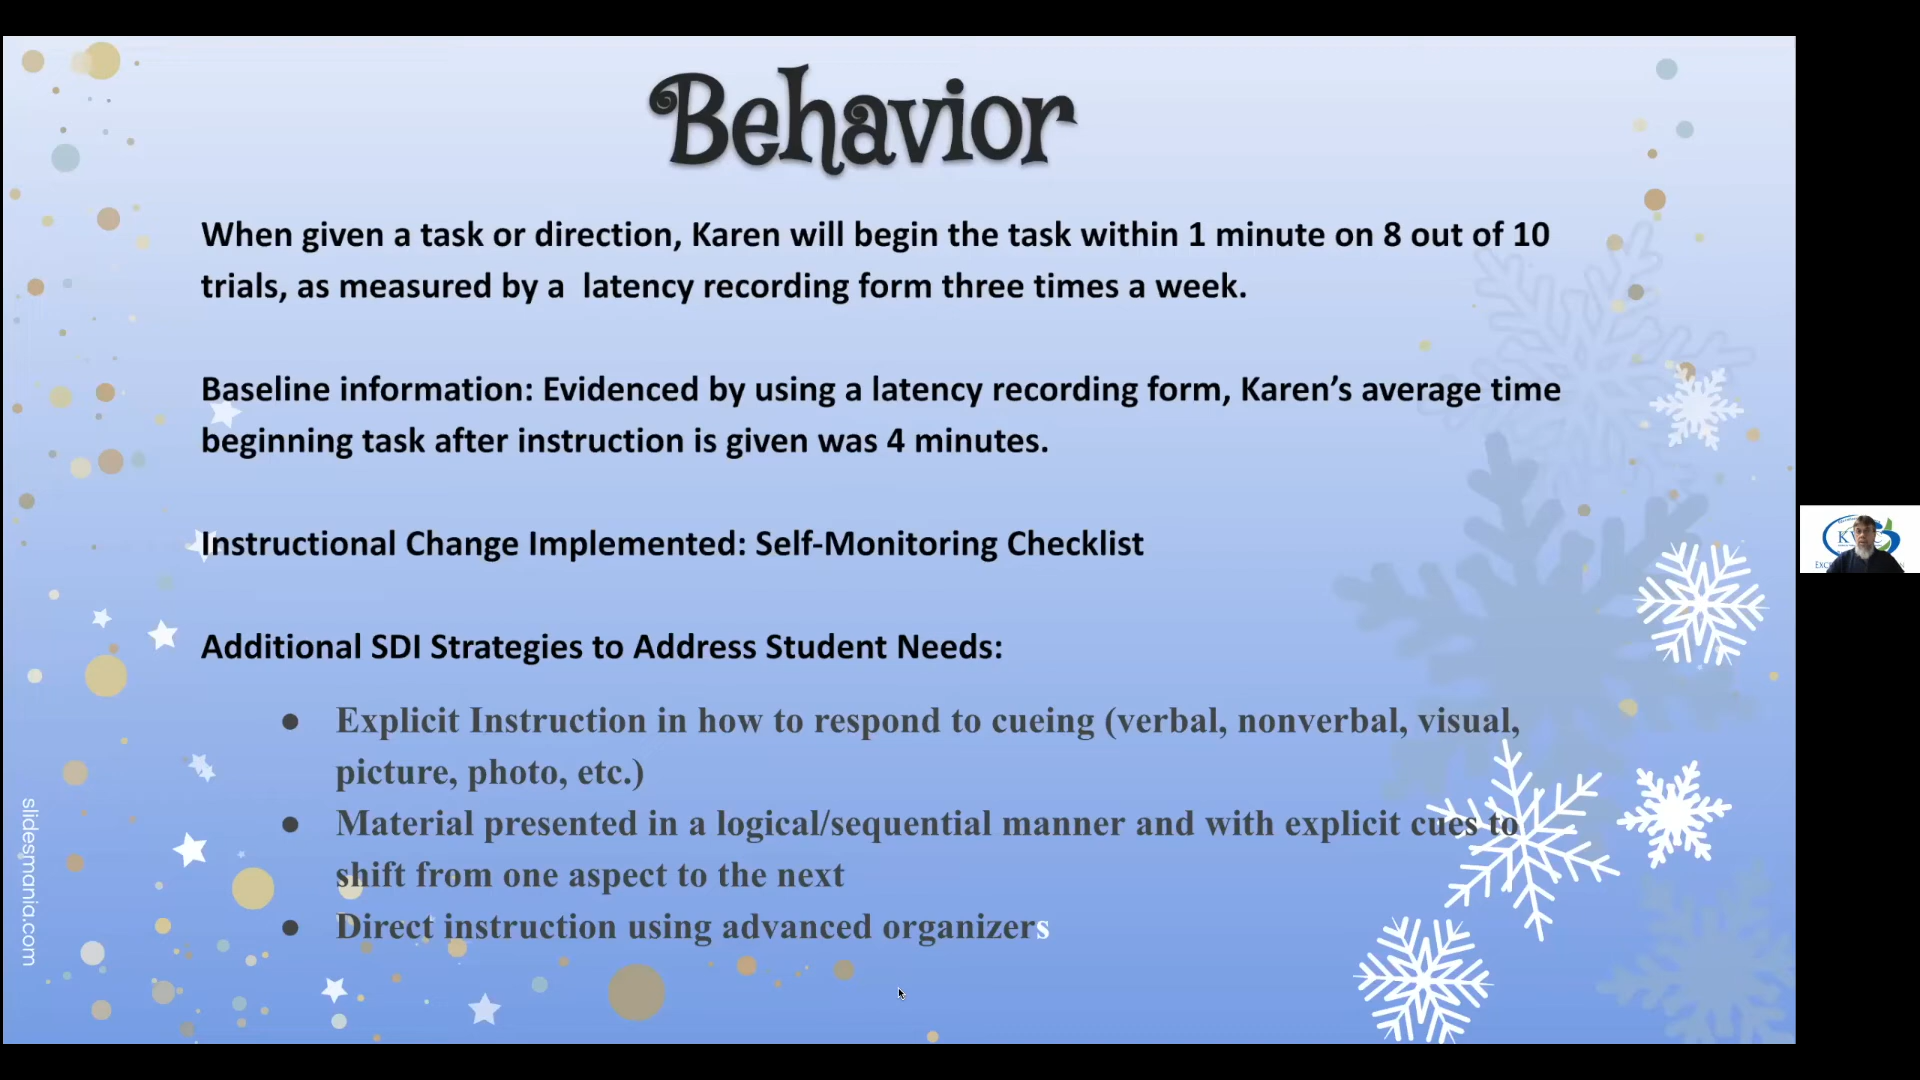 Behavior
When given a task or direction, Karen will begin the task within 1 minute on 8 out of 10
trials, as measured by a  latency recording form three times a week.
Baseline information: Evidenced by using a latency recording form, Karen’s average time
beginning task after instruction is given was 4 minutes.
Instructional Change Implemented: Self-Monitoring Checklist
Additional SDI Strategies to Address Student Needs:
● Explicit Instruction in how to respond to cueing (verbal, nonverbal, visual,
picture, photo, etc.)
● Material presented in a logical/sequential manner and with explicit cues to
shift from one aspect to the next
● Direct instruction using advanced organizers
slidesmania.com